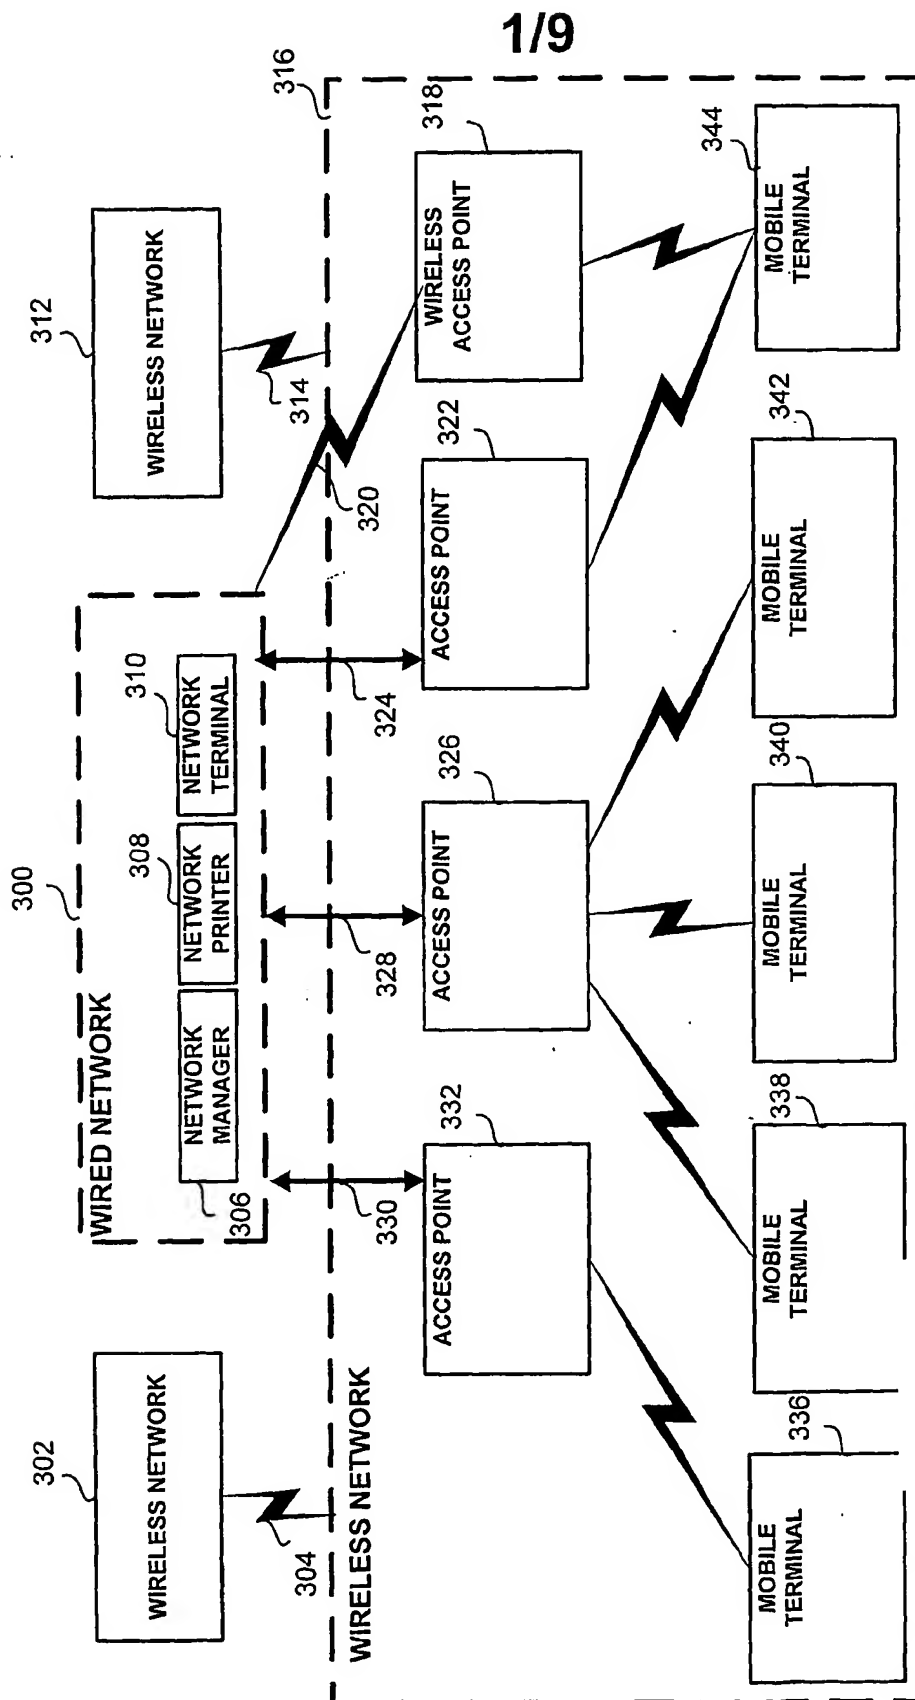 1/9
302
WIRELESS NETWORK
304
300
WIRED NETWORK
306
NETWORK
MANAGER
308
NETWORK
PRINTER
310
NETWORK
TERMINAL
312
WIRELESS NETWORK
314
316
WIRELESS NETWORK
330
328
324
320
332
ACCESS POINT
326
ACCESS POINT
322
ACCESS POINT
318
WIRELESS
ACCESS POINT
336
MOBILE
TERMINAL
338
MOBILE
TERMINAL
340
MOBILE
TERMINAL
342
MOBILE
TERMINAL
344
MOBILE
TERMINAL